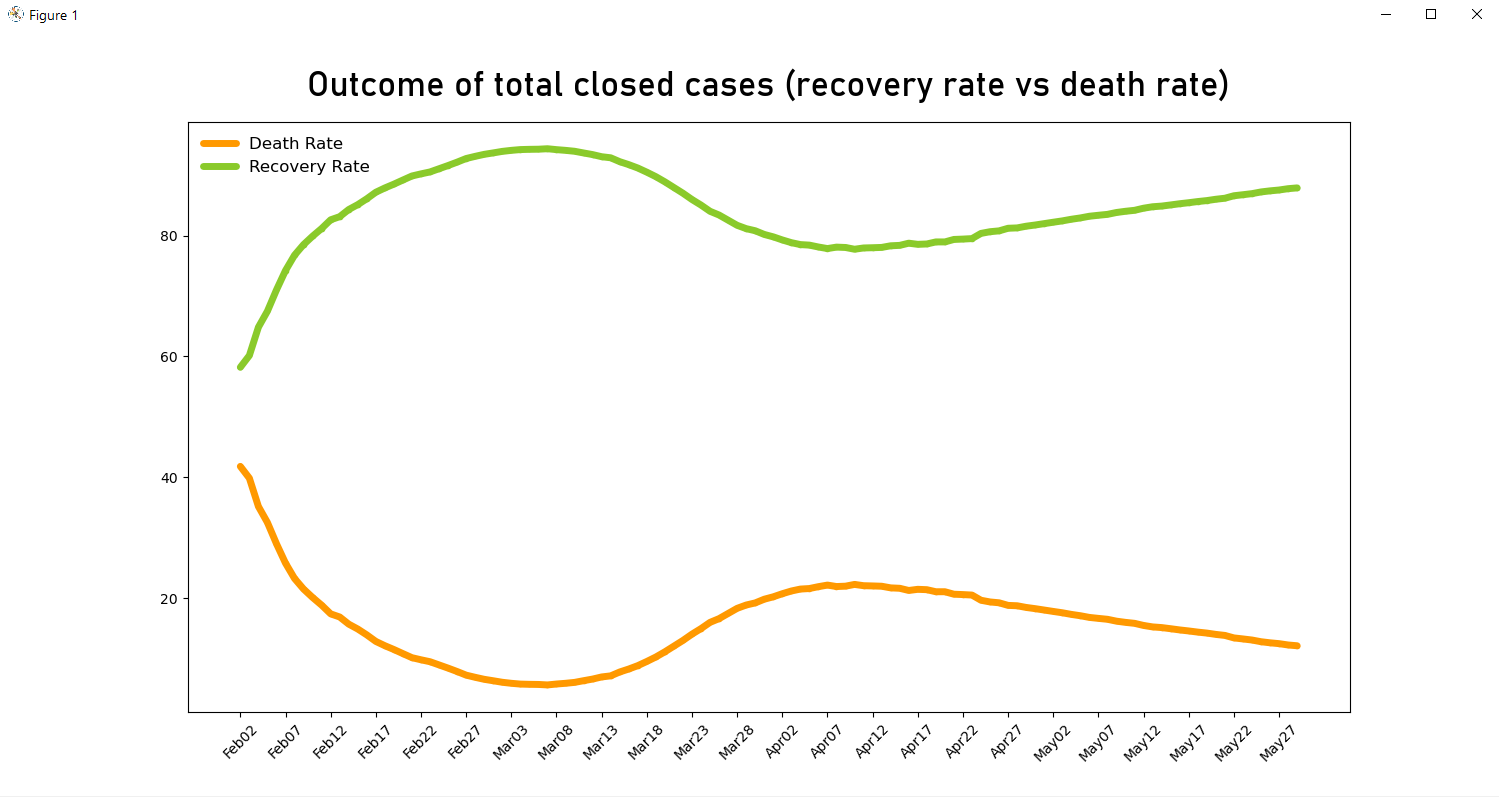 Figure 1
Outcome of total closed cases (recovery rate vs death rate)
Death Rate
Recovery Rate
80
60
40
20
Feb02 Feb07 Feb12 Feb17 Feb22 Feb27 Mar03 Mar08 Mar13 Mar18 Mar23 Mar28 Apr02 Apr07 Apr12 Apr17 Apr22 Apr27 May02 May07 May12 May17 May22 May27